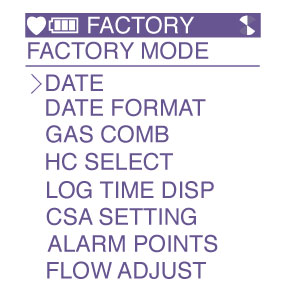 FACTORY
FACTORY MODE
>DATE
DATE FORMAT
GAS COMB
HC SELECT
LOG TIME DISP
CSA SETTING
ALARM POINTS
FLOW ADJUST